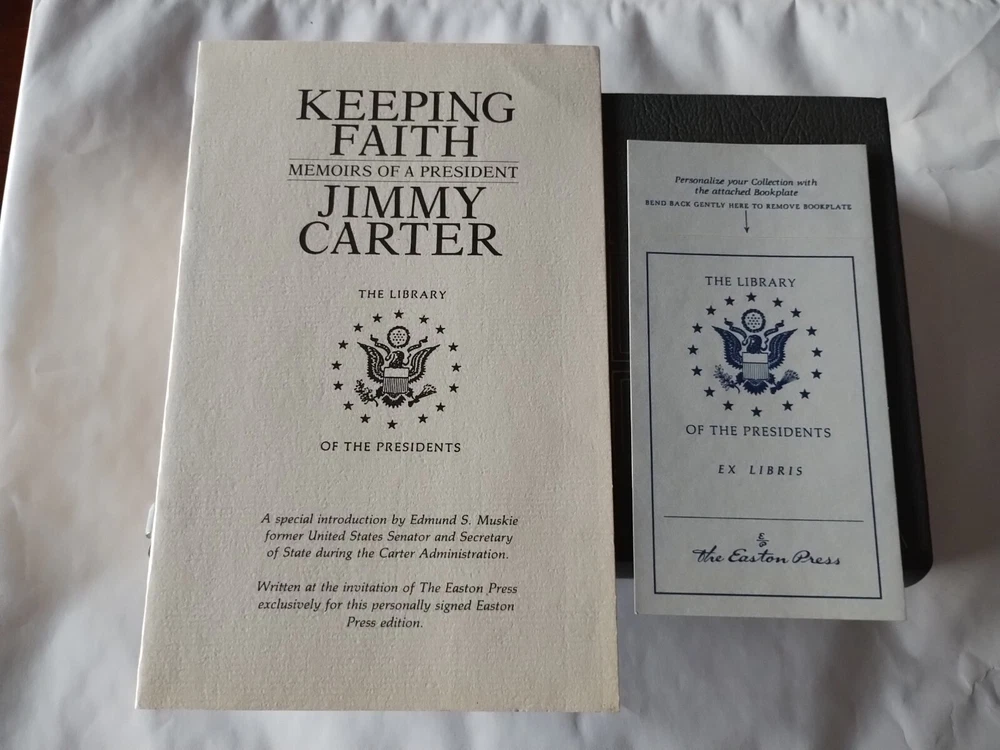 KEEPING
FAITH
MEMOIRS OF A PRESIDENT
JIMMY
CARTER
THE LIBRARY
OF THE PRESIDENTS
A special introduction by Edmund S. Muskie
former United States Senator and Secretary
of State during the Carter Administration.
Written at the invitation of The Easton Press
exclusively for this personally signed Easton
Press edition.
Personalize your Collection with
the attached Bookplate
BEND BACK GENTLY HERE TO REMOVE BOOKPLATE
THE LIBRARY
OF THE PRESIDENTS
EX LIBRIS
The Easton Press